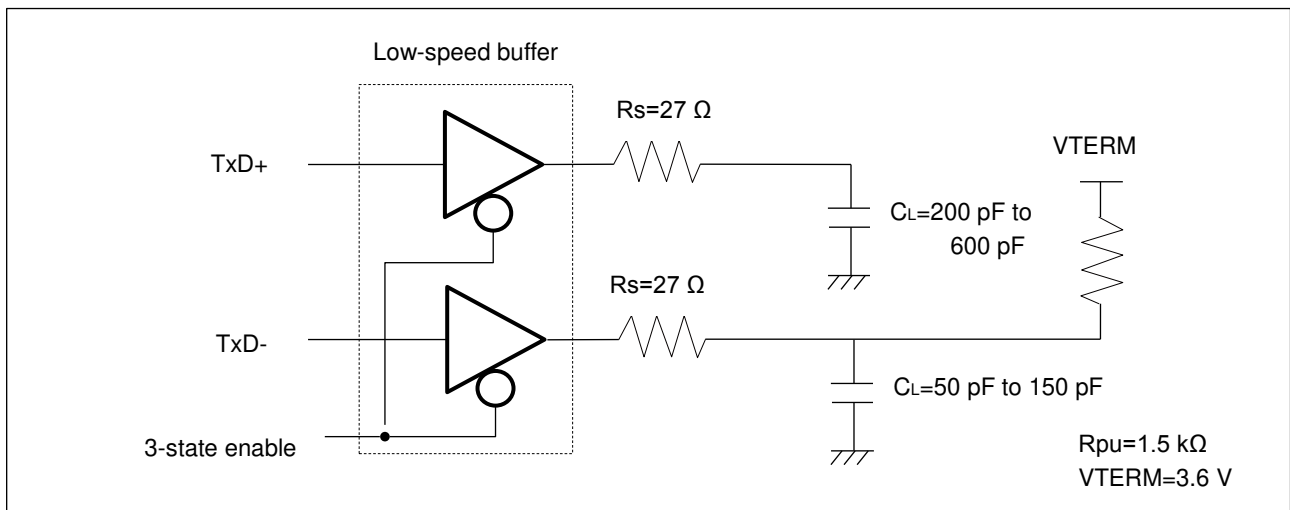 Low-speed buffer
Rs=27 Ω
TxD+
VTERM
CL=200 pF to
600 pF
Rs=27 Ω
TxD-
CL=50 pF to 150 pF
3-state enable
Rpu=1.5 kΩ
VTERM=3.6 V